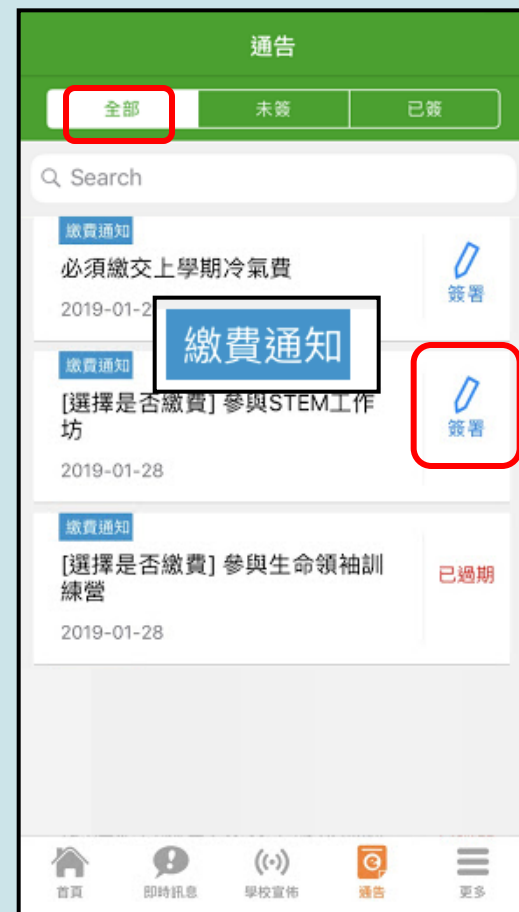 通告
全部
未簽
已簽
Search
繳費通知
必須繳交上學期冷氣費
2019-01-2
簽署
繳費通知
繳費通知
[選擇是否繳費] 參與STEM工作
坊
2019-01-28
簽署
繳費通知
[選擇是否繳費] 參與生命領袖訓
練營
2019-01-28
已過期
首頁
即時訊息
學校宣佈
通告
更多